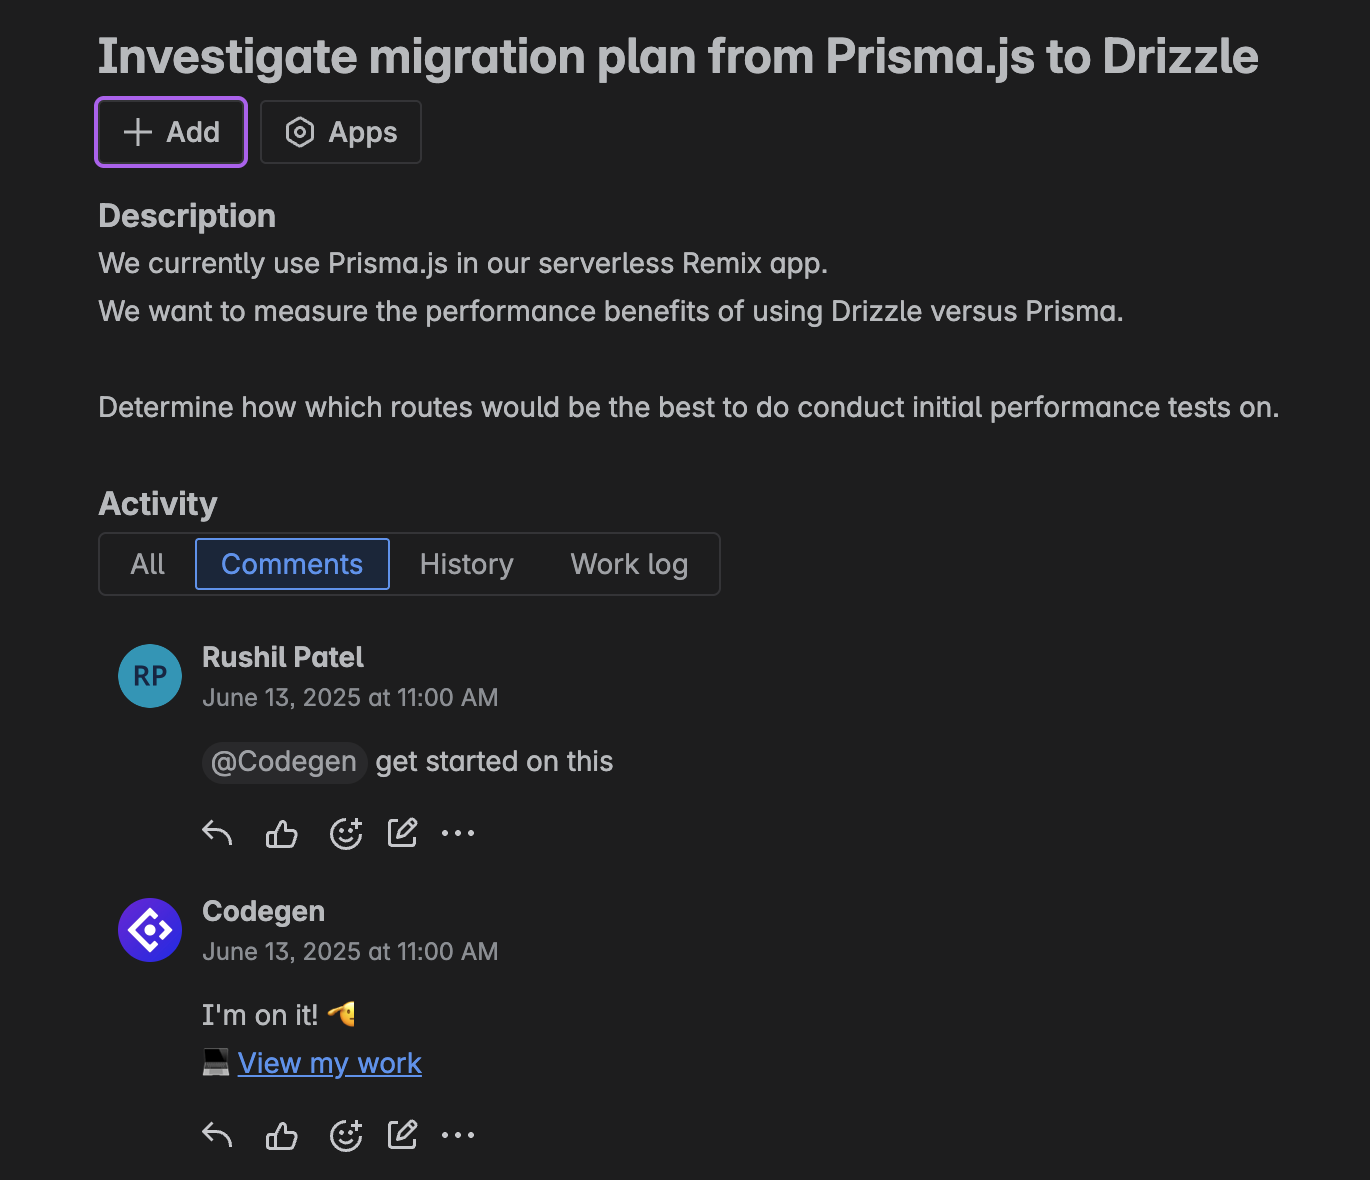 Investigate migration plan from Prisma.js to Drizzle
Add
Apps
Description
We currently use Prisma.js in our serverless Remix app.
We want to measure the performance benefits of using Drizzle versus Prisma.
Determine how which routes would be the best to do conduct initial performance tests on.
Activity
All Comments History Work log
RP
Rushil Patel
June 13, 2025 at 11:00 AM
@Codegen get started on this
Codegen
June 13, 2025 at 11:00 AM
I'm on it! 🫡
💻 View my work